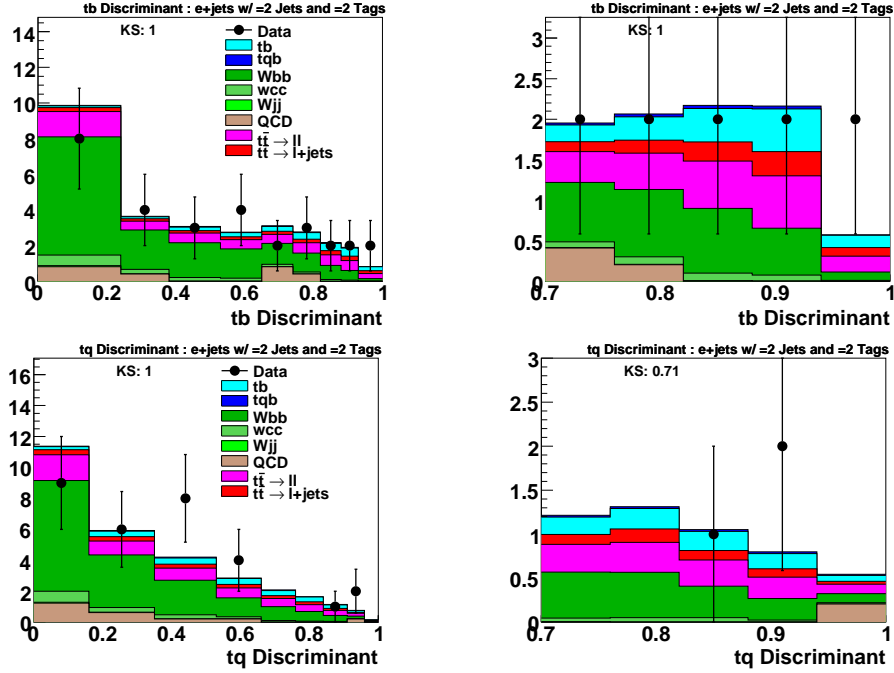 tb Discriminant : e+jets w/ =2 Jets and =2 Tags
KS: 1
Data
tb
tqb
Wbb
wcc
Wjj
QCD
tt̄ → ll
tt̄ → l+jets
14
12
10
8
6
4
2
0
0 0.2 0.4 0.6 0.8 1
tb Discriminant
tb Discriminant : e+jets w/ =2 Jets and =2 Tags
KS: 1
3
2.5
2
1.5
1
0.5
0
0.7 0.8 0.9 1
tb Discriminant
tq Discriminant : e+jets w/ =2 Jets and =2 Tags
KS: 1
Data
tb
tqb
Wbb
wcc
Wjj
QCD
tt̄ → ll
tt̄ → l+jets
16
14
12
10
8
6
4
2
0
0 0.2 0.4 0.6 0.8 1
tq Discriminant
tq Discriminant : e+jets w/ =2 Jets and =2 Tags
KS: 0.71
3
2.5
2
1.5
1
0.5
0
0.7 0.8 0.9 1
tq Discriminant